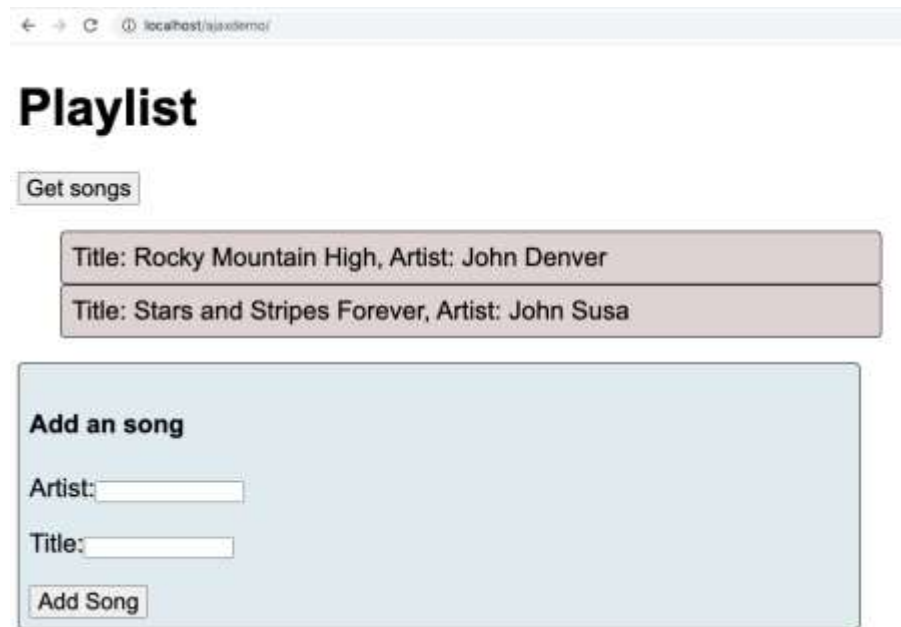 localhost/ajaxdemo/
Playlist
Get songs
Title: Rocky Mountain High, Artist: John Denver
Title: Stars and Stripes Forever, Artist: John Susa
Add an song
Artist:
Title:
Add Song